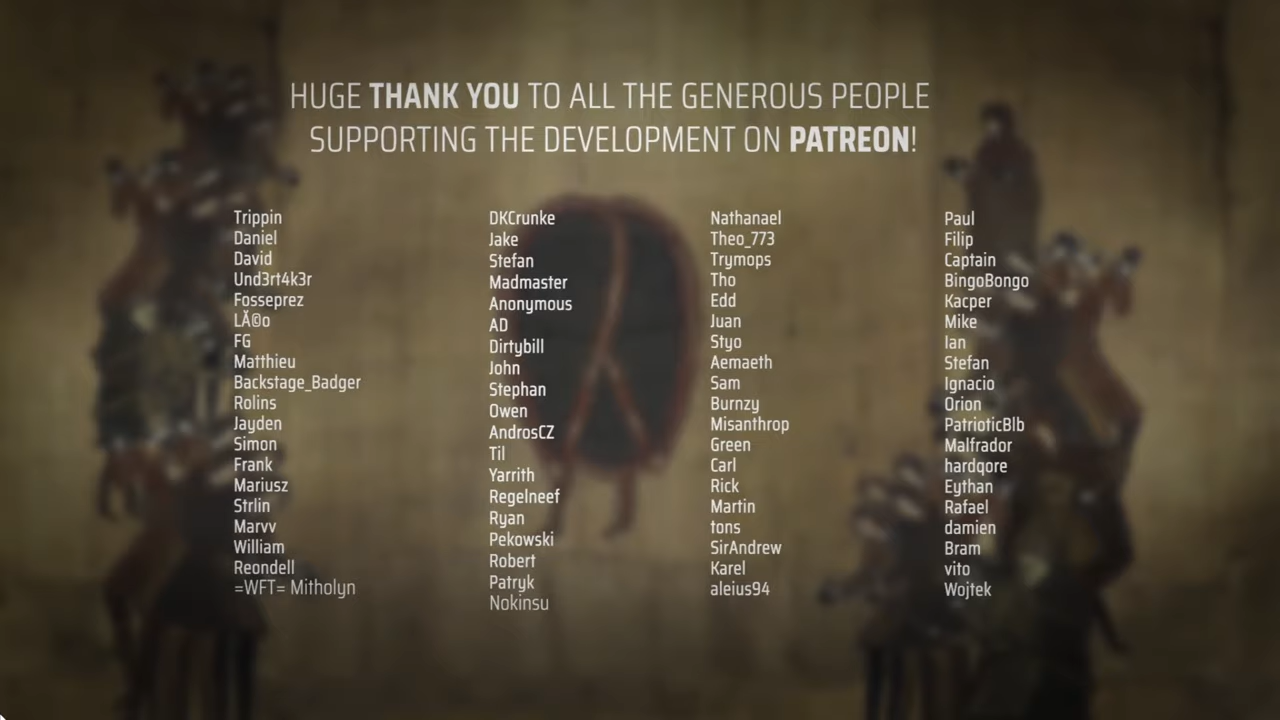 HUGE THANK YOU TO ALL THE GENEROUS PEOPLE
SUPPORTING THE DEVELOPMENT ON PATREON!
Trippin
Daniel
David
Und3rt4k3r
Fosseprez
LĂ©o
FG
Matthieu
Backstage_Badger
Rolins
Jayden
Simon
Frank
Mariusz
Strlin
Marvv
William
Reondell
=WFT= Mitholyn
DKCrunke
Jake
Stefan
Madmaster
Anonymous
AD
Dirtybill
John
Stephan
Owen
AndrosCZ
Til
Yarrith
Regelneef
Ryan
Pekowski
Robert
Patryk
Nokinsu
Nathanael
Theo_773
Trymops
Tho
Edd
Juan
Styo
Aemaeth
Sam
Burnzy
Misanthrop
Green
Carl
Rick
Martin
tons
SirAndrew
Karel
aleius94
Paul
Filip
Captain
BingoBongo
Kacper
Mike
Ian
Stefan
Ignacio
Orion
PatrioticBlb
Malfrador
hardqore
Eythan
Rafael
damien
Bram
vito
Wojtek